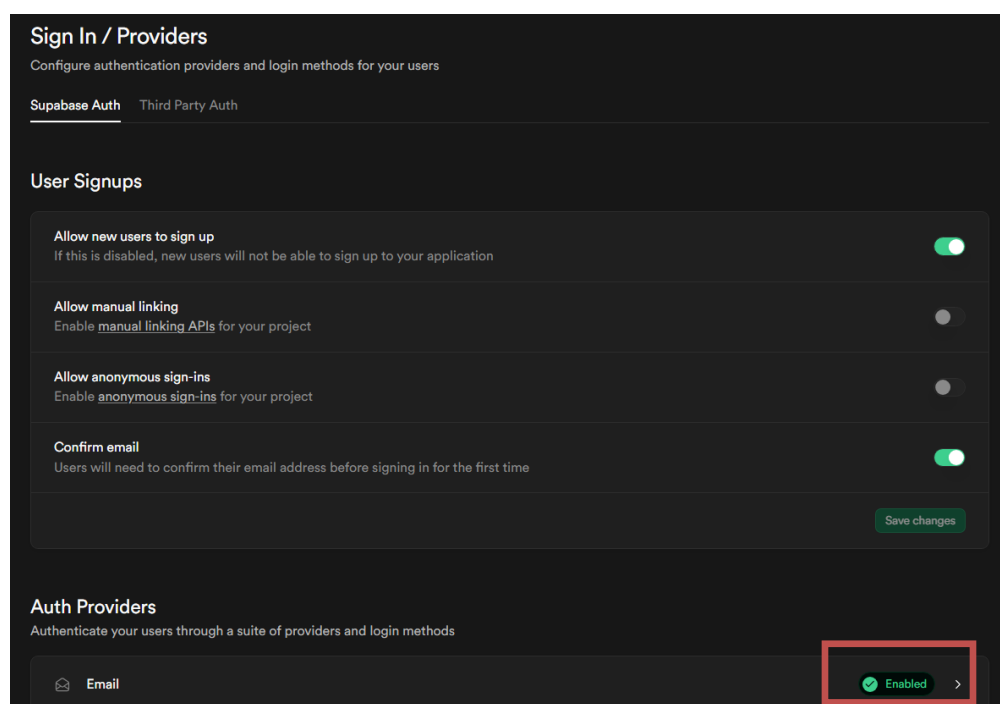 Sign In / Providers
Configure authentication providers and login methods for your users
Supabase Auth Third Party Auth
User Signups
Allow new users to sign up
If this is disabled, new users will not be able to sign up to your application
Allow manual linking
Enable manual linking APIs for your project
Allow anonymous sign-ins
Enable anonymous sign-ins for your project
Confirm email
Users will need to confirm their email address before signing in for the first time
Save changes
Auth Providers
Authenticate your users through a suite of providers and login methods
Email Enabled